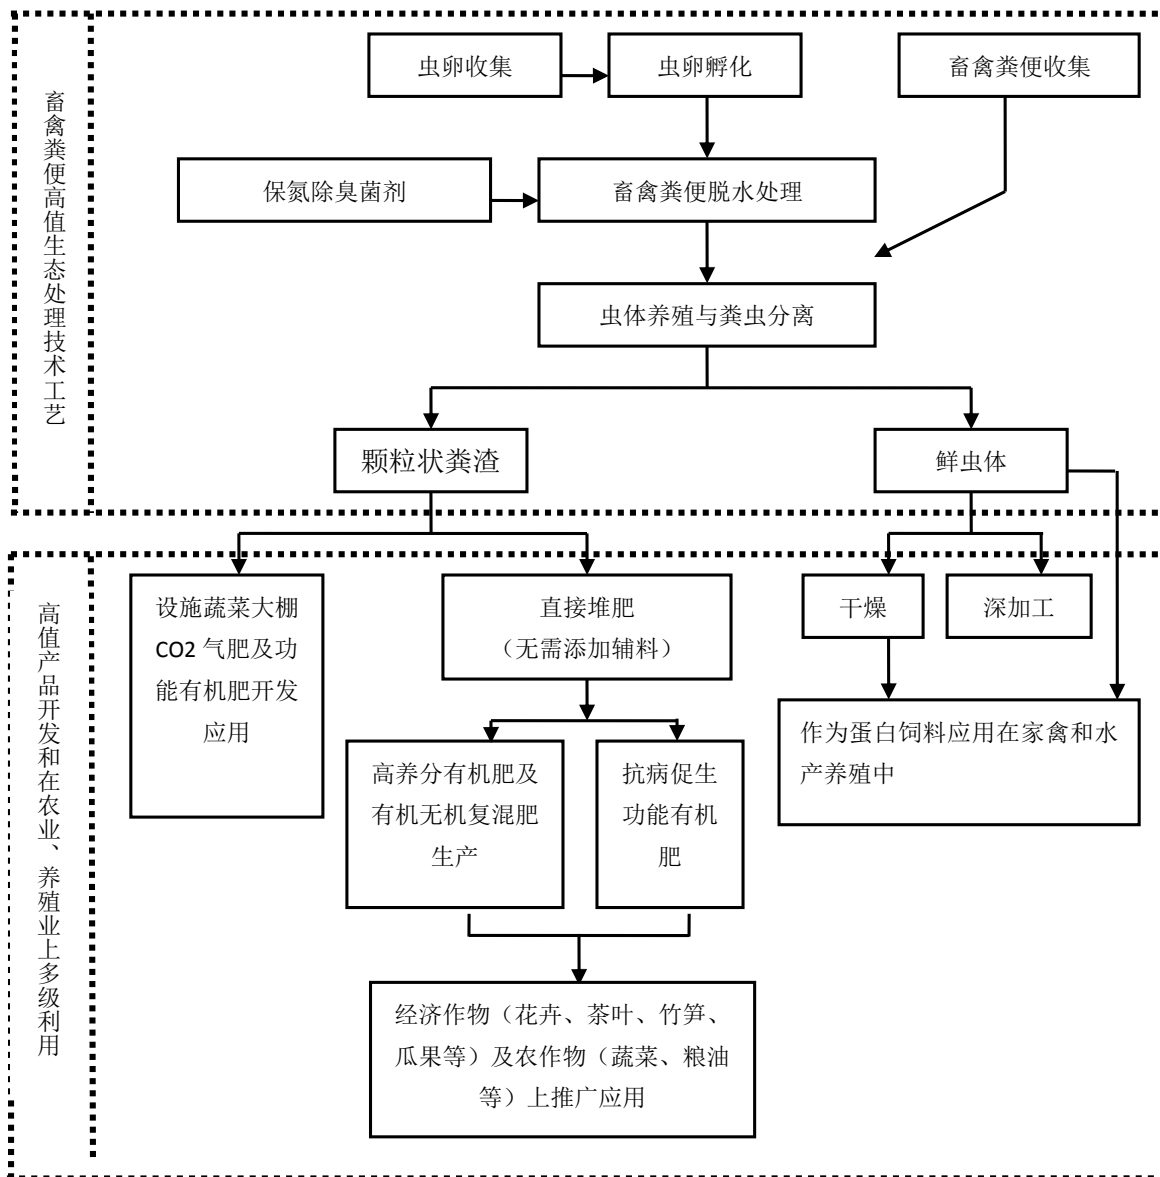 畜禽粪便高值生态处理技术工艺
虫卵收集
虫卵孵化
畜禽粪便收集
保氮除臭菌剂
畜禽粪便脱水处理
虫体养殖与粪虫分离
颗粒状粪渣
鲜虫体
高值产品开发和在农业、养殖业上多级利用
设施蔬菜大棚
CO2 气肥及功
能有机肥开发
应用
直接堆肥
（无需添加辅料）
干燥
深加工
高养分有机肥及
有机无机复混肥
生产
抗病促生
功能有机
肥
作为蛋白饲料应用在家禽和水
产养殖中
经济作物（花卉、茶叶、竹笋、
瓜果等）及农作物（蔬菜、粮油
等）上推广应用